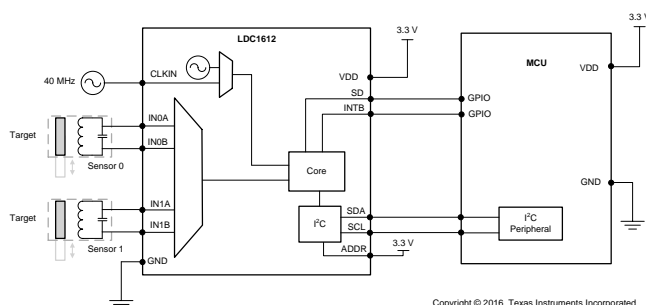 3.3 V
3.3 V
LDC1612
MCU
40 MHz
CLKIN
VDD
VDD
SD
GPIO
INTB
GPIO
Target
IN0A
IN0B
Sensor 0
Core
GND
Target
IN1A
IN1B
Sensor 1
I²C
SDA
SCL
I²C
Peripheral
3.3 V
ADDR
GND
Copyright © 2016, Texas Instruments Incorporated